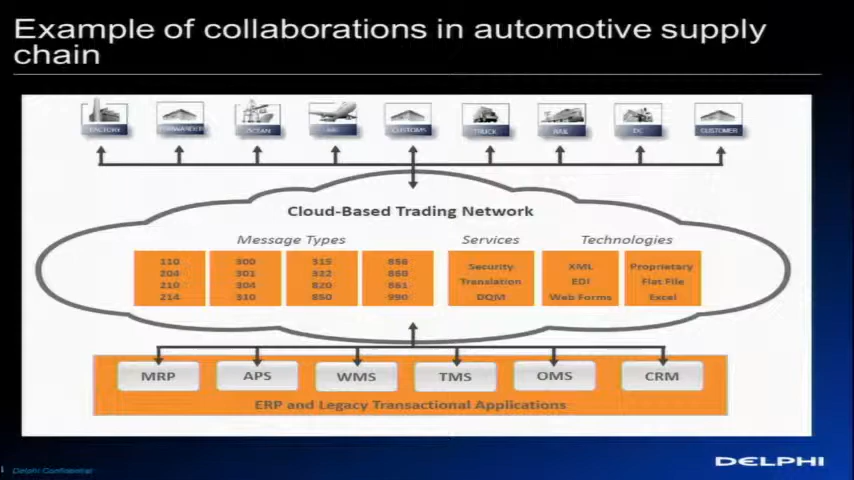 Example of collaborations in automotive supply
chain
FACTORY FORWARDER OCEAN AIR CUSTOMS TRUCK RAIL DC CUSTOMER
Cloud-Based Trading Network
Message Types Services Technologies
110 300 315 856 Security XML Proprietary
204 301 322 860 Translation EDI Flat File
210 304 820 861 DQM Web Forms Excel
214 310 850 990
MRP APS WMS TMS OMS CRM
ERP and Legacy Transactional Applications
Delphi Confidential
DELPHI